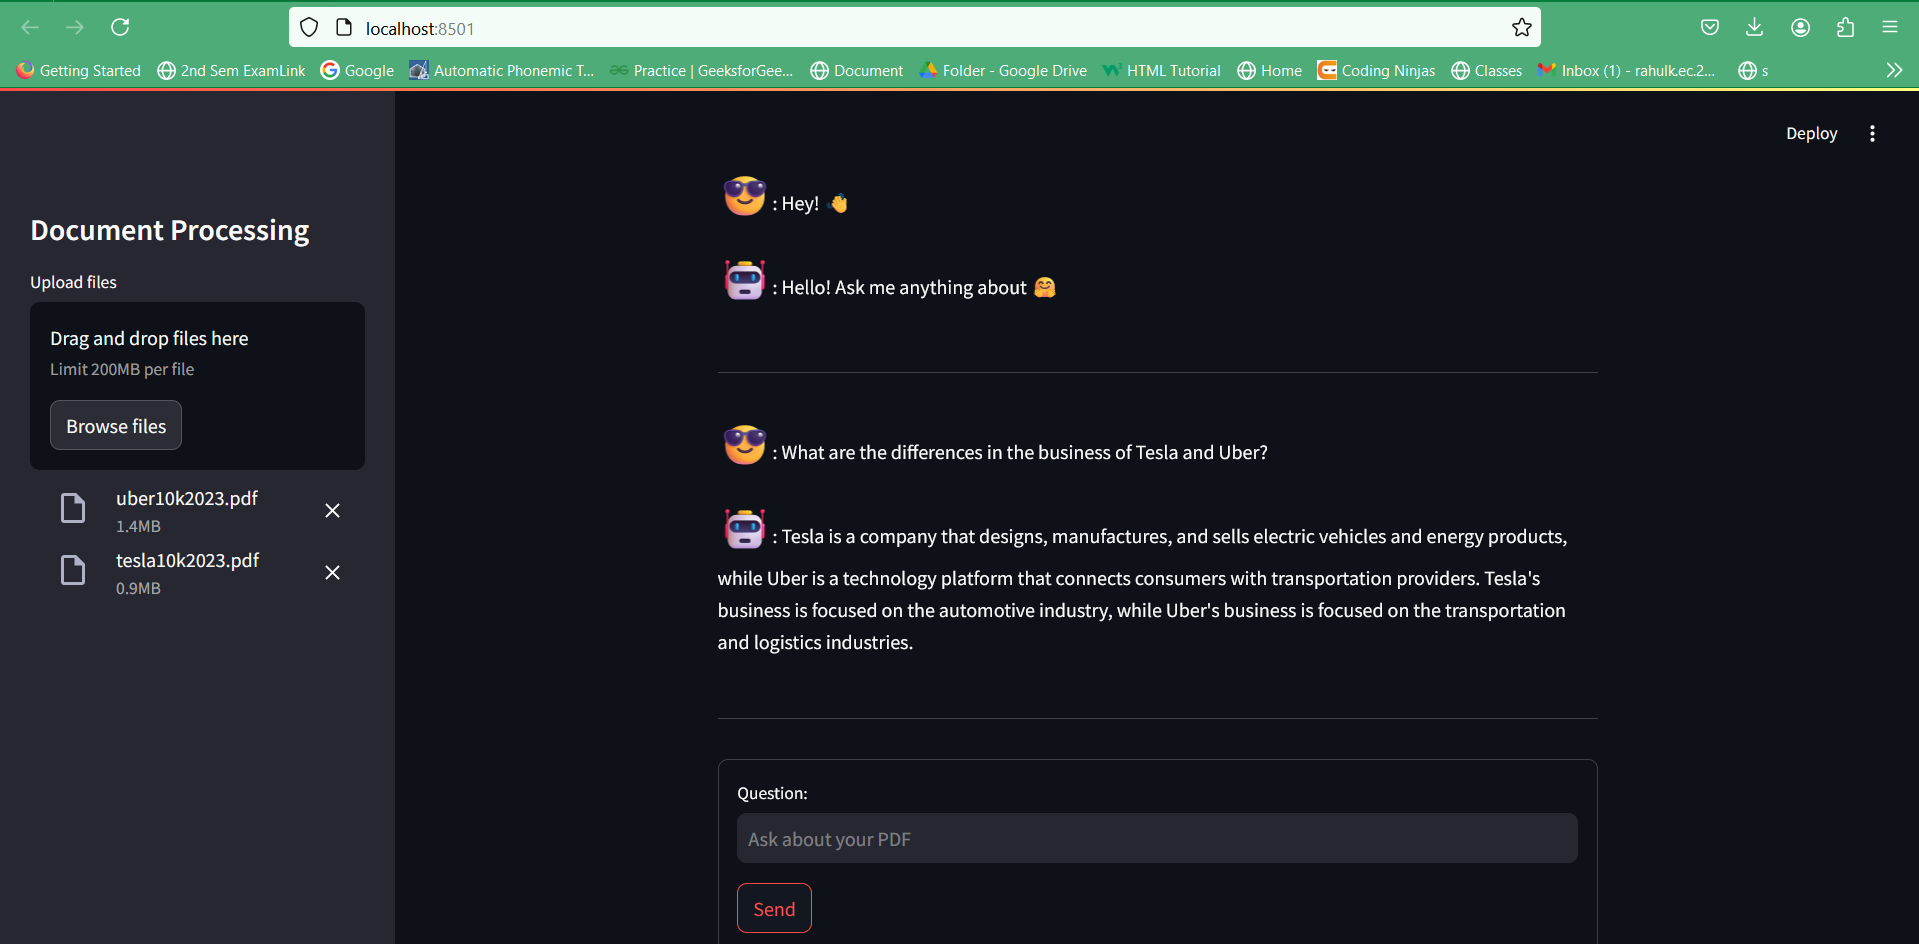 localhost:8501
Getting Started
2nd Sem ExamLink
Google
Automatic Phonemic T...
Practice | GeeksforGee...
Document
Folder - Google Drive
HTML Tutorial
Home
Coding Ninjas
Classes
Inbox (1) - rahulk.ec.2...
s
Deploy
Document Processing
Upload files
Drag and drop files here
Limit 200MB per file
Browse files
uber10k2023.pdf
1.4MB
tesla10k2023.pdf
0.9MB
: Hey! 👋
: Hello! Ask me anything about 🤗
: What are the differences in the business of Tesla and Uber?
: Tesla is a company that designs, manufactures, and sells electric vehicles and energy products,
while Uber is a technology platform that connects consumers with transportation providers. Tesla's
business is focused on the automotive industry, while Uber's business is focused on the transportation
and logistics industries.
Question:
Ask about your PDF
Send